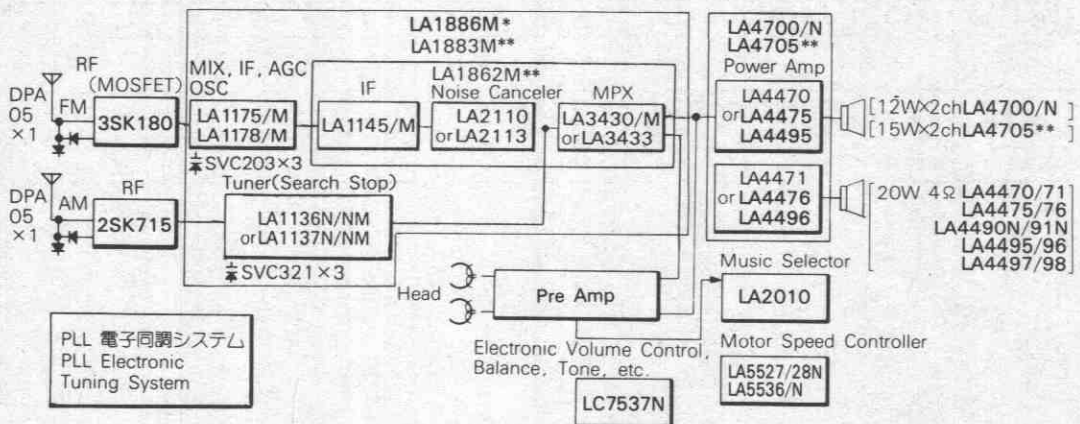 LA1886M*
LA1883M**
LA4700/N
LA4705**
Power Amp
RF
(MOSFET)
MIX, IF, AGC
OSC
LA1862M**
IF
Noise Canceler
MPX
DPA
05
×1
FM
3SK180
LA1175/M
LA1178/M
LA1145/M
LA2110
or LA2113
LA3430/M
or LA3433
LA4470
or LA4475
LA4495
[12W×2ch LA4700/N ]
[15W×2ch LA4705** ]
SVC203×3
Tuner(Search Stop)
DPA
05
×1
AM
RF
2SK715
LA1136N/NM
or LA1137N/NM
SVC321×3
LA4471
or LA4476
LA4496
20W 4Ω LA4470/71
LA4475/76
LA4490N/91N
LA4495/96
LA4497/98
Head
Pre Amp
Music Selector
LA2010
PLL 電子同調システム
PLL Electronic
Tuning System
Electronic Volume Control,
Balance, Tone, etc.
LC7537N
Motor Speed Controller
LA5527/28N
LA5536/N